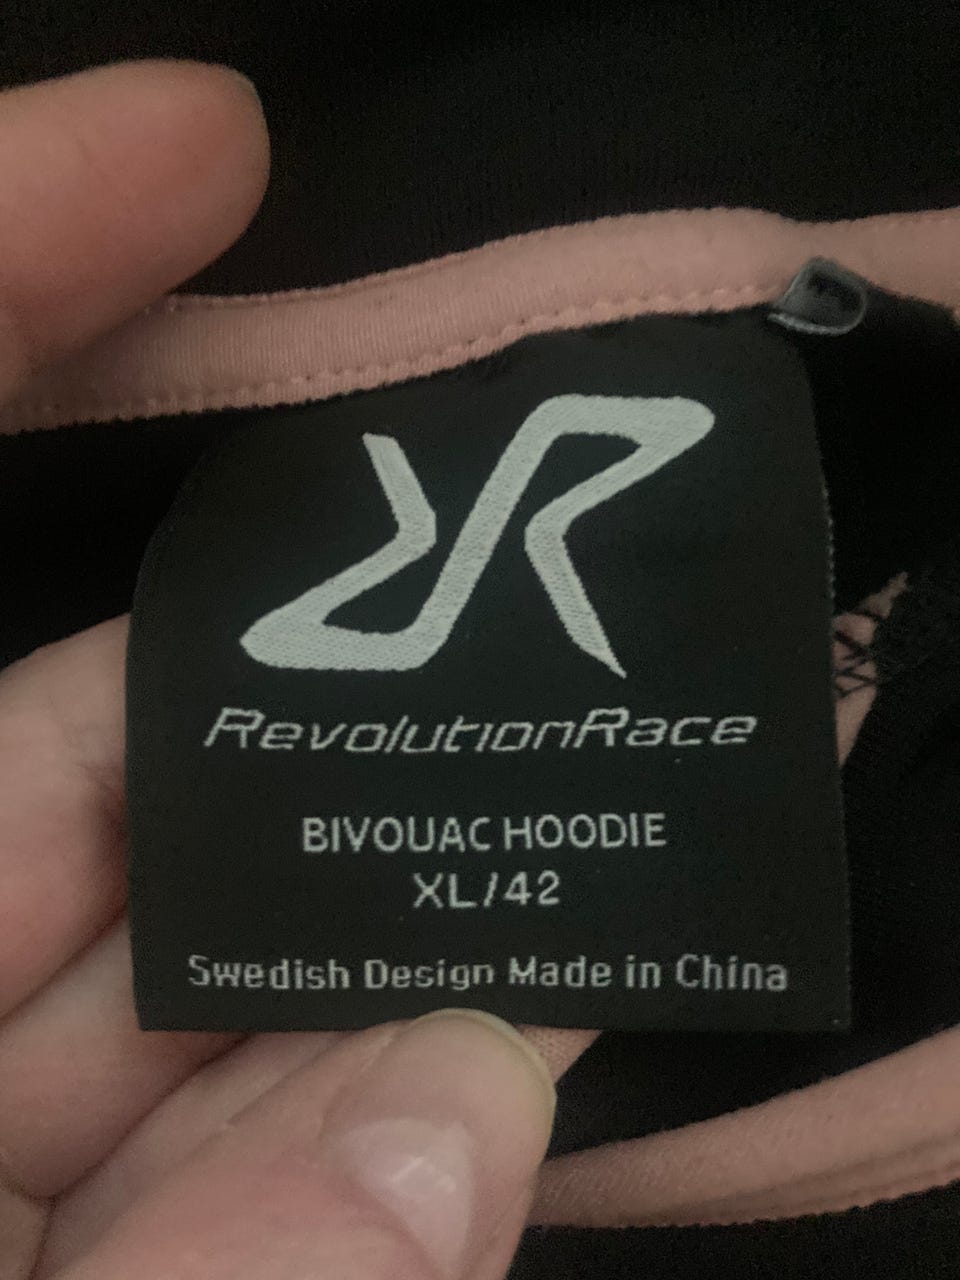 RevolutionRace
BIVOUAC HOODIE
XL/42
Swedish Design Made in China